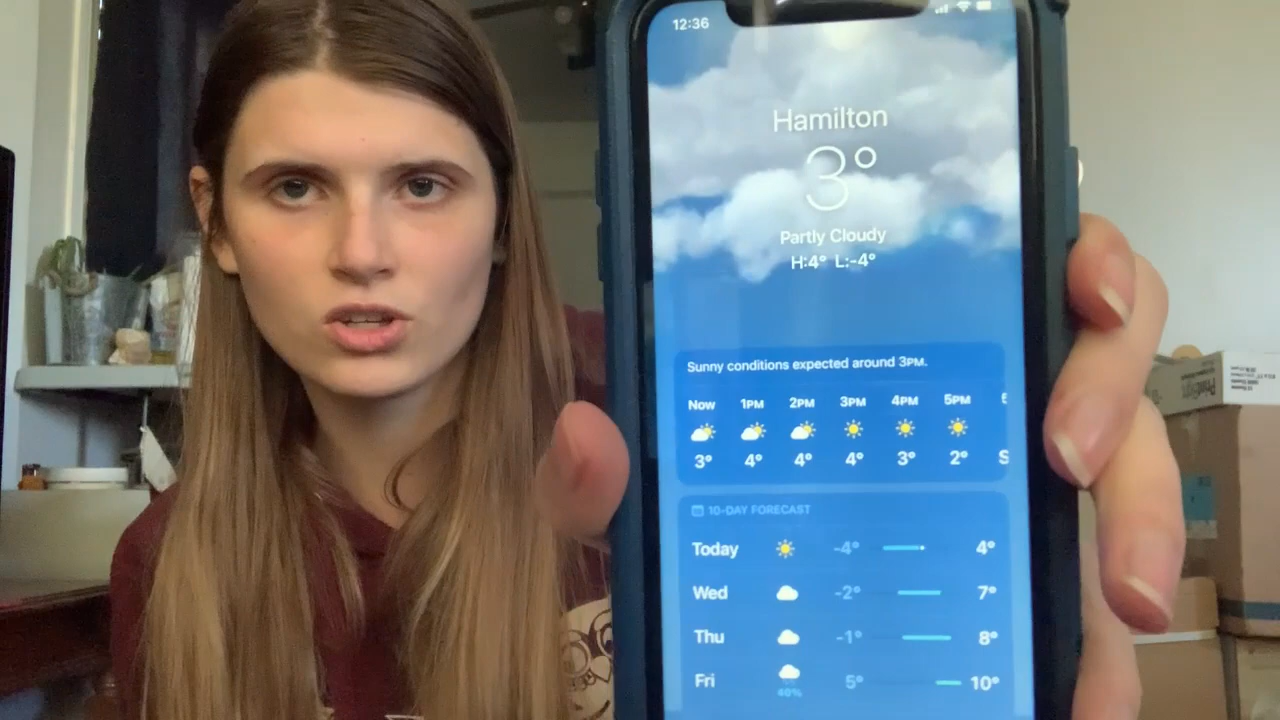 12:36
Hamilton
3°
Partly Cloudy
H:4° L:-4°
Sunny conditions expected around 3PM.
Now 1PM 2PM 3PM 4PM 5PM
3° 4° 4° 4° 3° 2° S
10-DAY FORECAST
Today -4° 4°
Wed -2° 7°
Thu -1° 8°
Fri 5° 10°